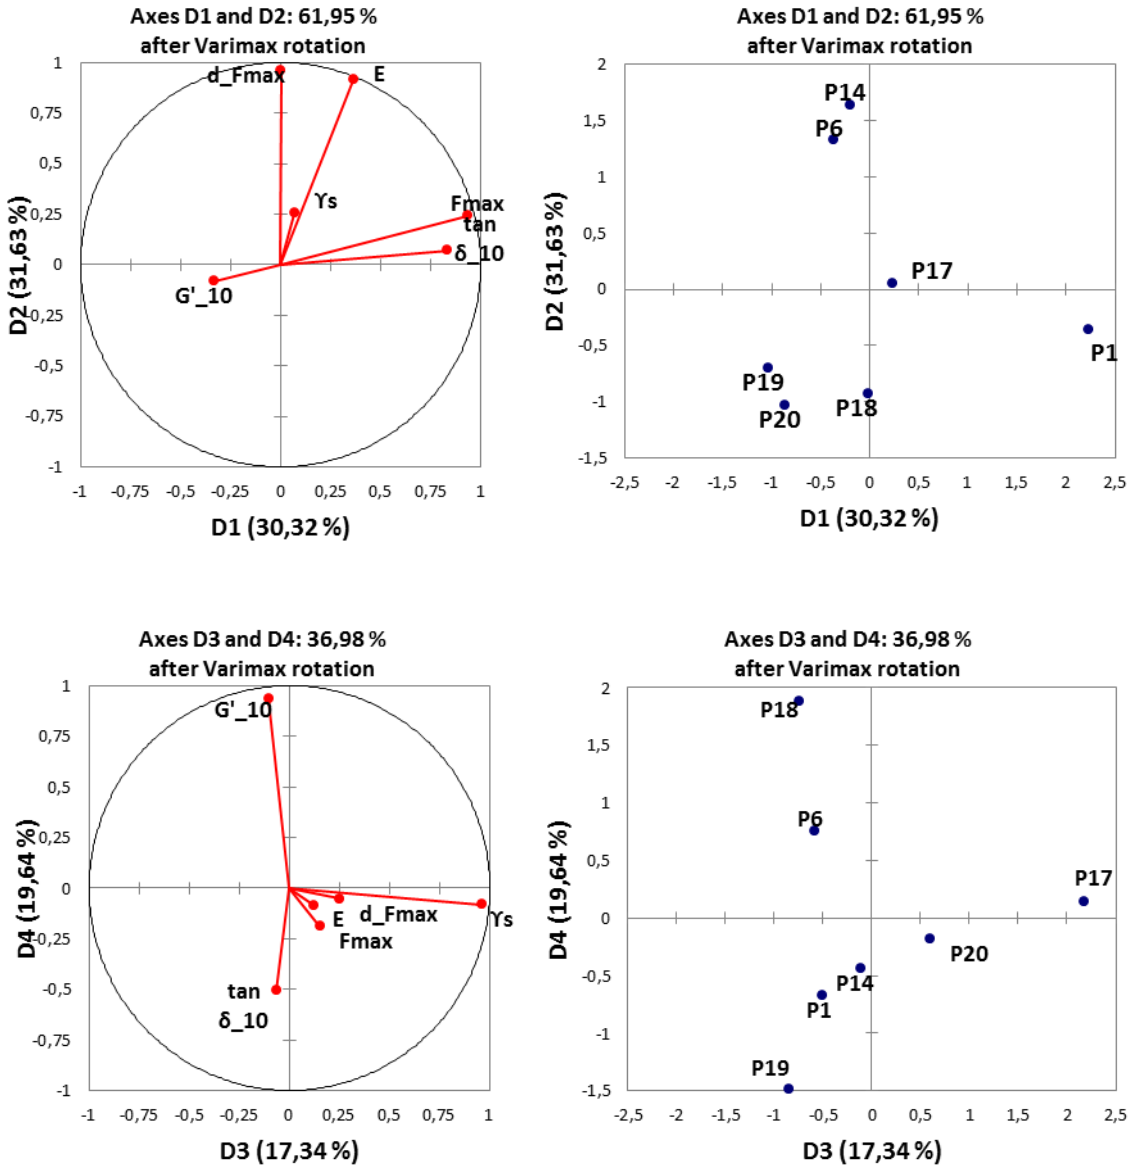 Axes D1 and D2: 61,95 %
after Varimax rotation
1
0,75
0,5
0,25
0
-0,25
-0,5
-0,75
-1
D2 (31,63 %)
d_Fmax
E
ϒs
Fmax
tan
δ_10
G'_10
-1
-0,75
-0,5
-0,25
0
0,25
0,5
0,75
1
D1 (30,32 %)
Axes D1 and D2: 61,95 %
after Varimax rotation
2
1,5
1
0,5
0
-0,5
-1
-1,5
D2 (31,63 %)
P14
P6
P17
P1
P19
P20
P18
-2,5
-2
-1,5
-1
-0,5
0
0,5
1
1,5
2
2,5
D1 (30,32 %)
Axes D3 and D4: 36,98 %
after Varimax rotation
1
0,75
0,5
0,25
0
-0,25
-0,5
-0,75
-1
D4 (19,64 %)
G'_10
d_Fmax
ϒs
E
Fmax
tan
δ_10
-1
-0,75
-0,5
-0,25
0
0,25
0,5
0,75
1
D3 (17,34 %)
Axes D3 and D4: 36,98 %
after Varimax rotation
2
1,5
1
0,5
0
-0,5
-1
-1,5
D4 (19,64 %)
P18
P6
P17
P20
P14
P1
P19
-2,5
-2
-1,5
-1
-0,5
0
0,5
1
1,5
2
2,5
D3 (17,34 %)